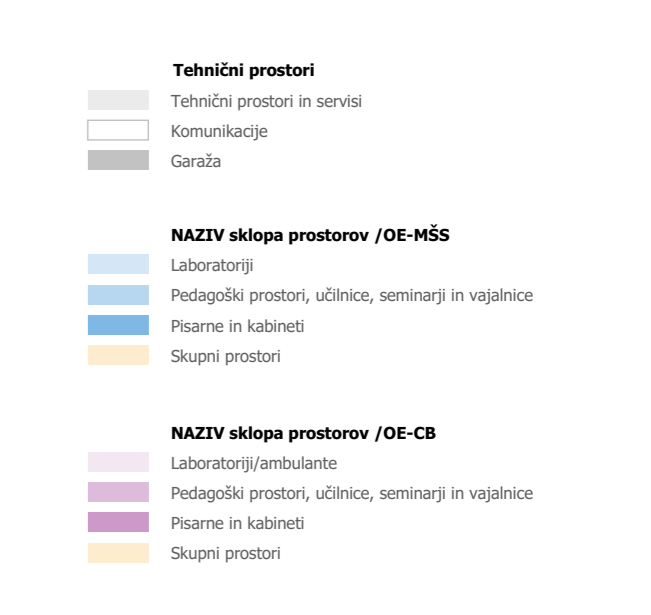 Tehnični prostori
Tehnični prostori in servisi
Komunikacije
Garaža
NAZIV sklopa prostorov /OE-MŠS
Laboratoriji
Pedagoški prostori, učilnice, seminarji in vajalnice
Pisarne in kabineti
Skupni prostori
NAZIV sklopa prostorov /OE-CB
Laboratoriji/ambulante
Pedagoški prostori, učilnice, seminarji in vajalnice
Pisarne in kabineti
Skupni prostori